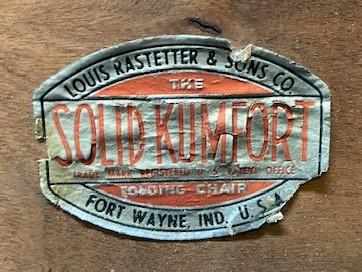 LOUIS RASTETTER & SONS CO.
THE
SOLID KUMFORT
TRADE MARK REGISTERED U. S. PATENT OFFICE
FOLDING-CHAIR
FORT WAYNE, IND. U.S.A.